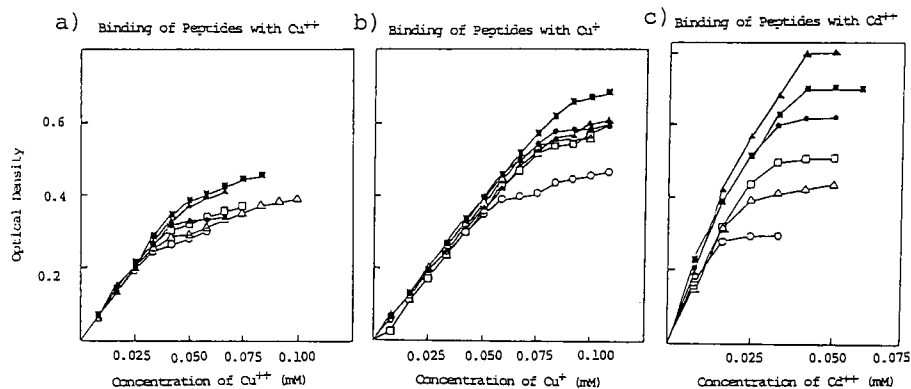 a) Binding of Peptides with Cu⁺⁺
b) Binding of Peptides with Cu⁺
c) Binding of Peptides with Cd⁺⁺
Optical Density
0.6
0.4
0.2
0.025 0.050 0.075 0.100
0.025 0.050 0.075 0.100
0.025 0.050 0.075
Concentration of Cu⁺⁺ (mM)
Concentration of Cu⁺ (mM)
Concentration of Cd⁺⁺ (mM)